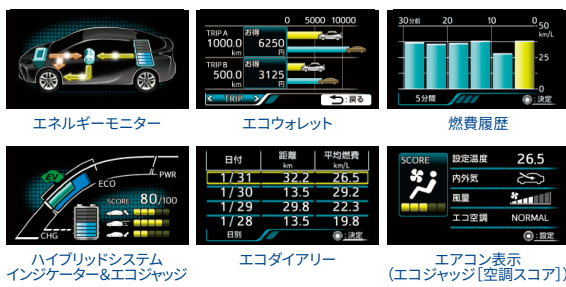 エネルギーモニター
0 5000 10000
TRIP A
1000.0
km
お得
6250
円
TRIP B
500.0
km
お得
3125
円
TRIP
:戻る
エコウォレット
30分前 20 10 0
50
km/L
25
0
5分間
:決定
燃費履歴
EV
ECO
PWR
CHG
SCORE 80/100
ハイブリッドシステム
インジケーター&エコジャッジ
日付 距離 平均燃費
km km/L
1/31 32.2 26.5
1/30 13.5 29.2
1/29 29.8 22.3
1/28 13.5 19.8
日別 :決定
エコダイアリー
SCORE
設定温度 26.5
内外気
風量
エコ空調 NORMAL
:設定
エアコン表示
（エコジャッジ［空調スコア］）